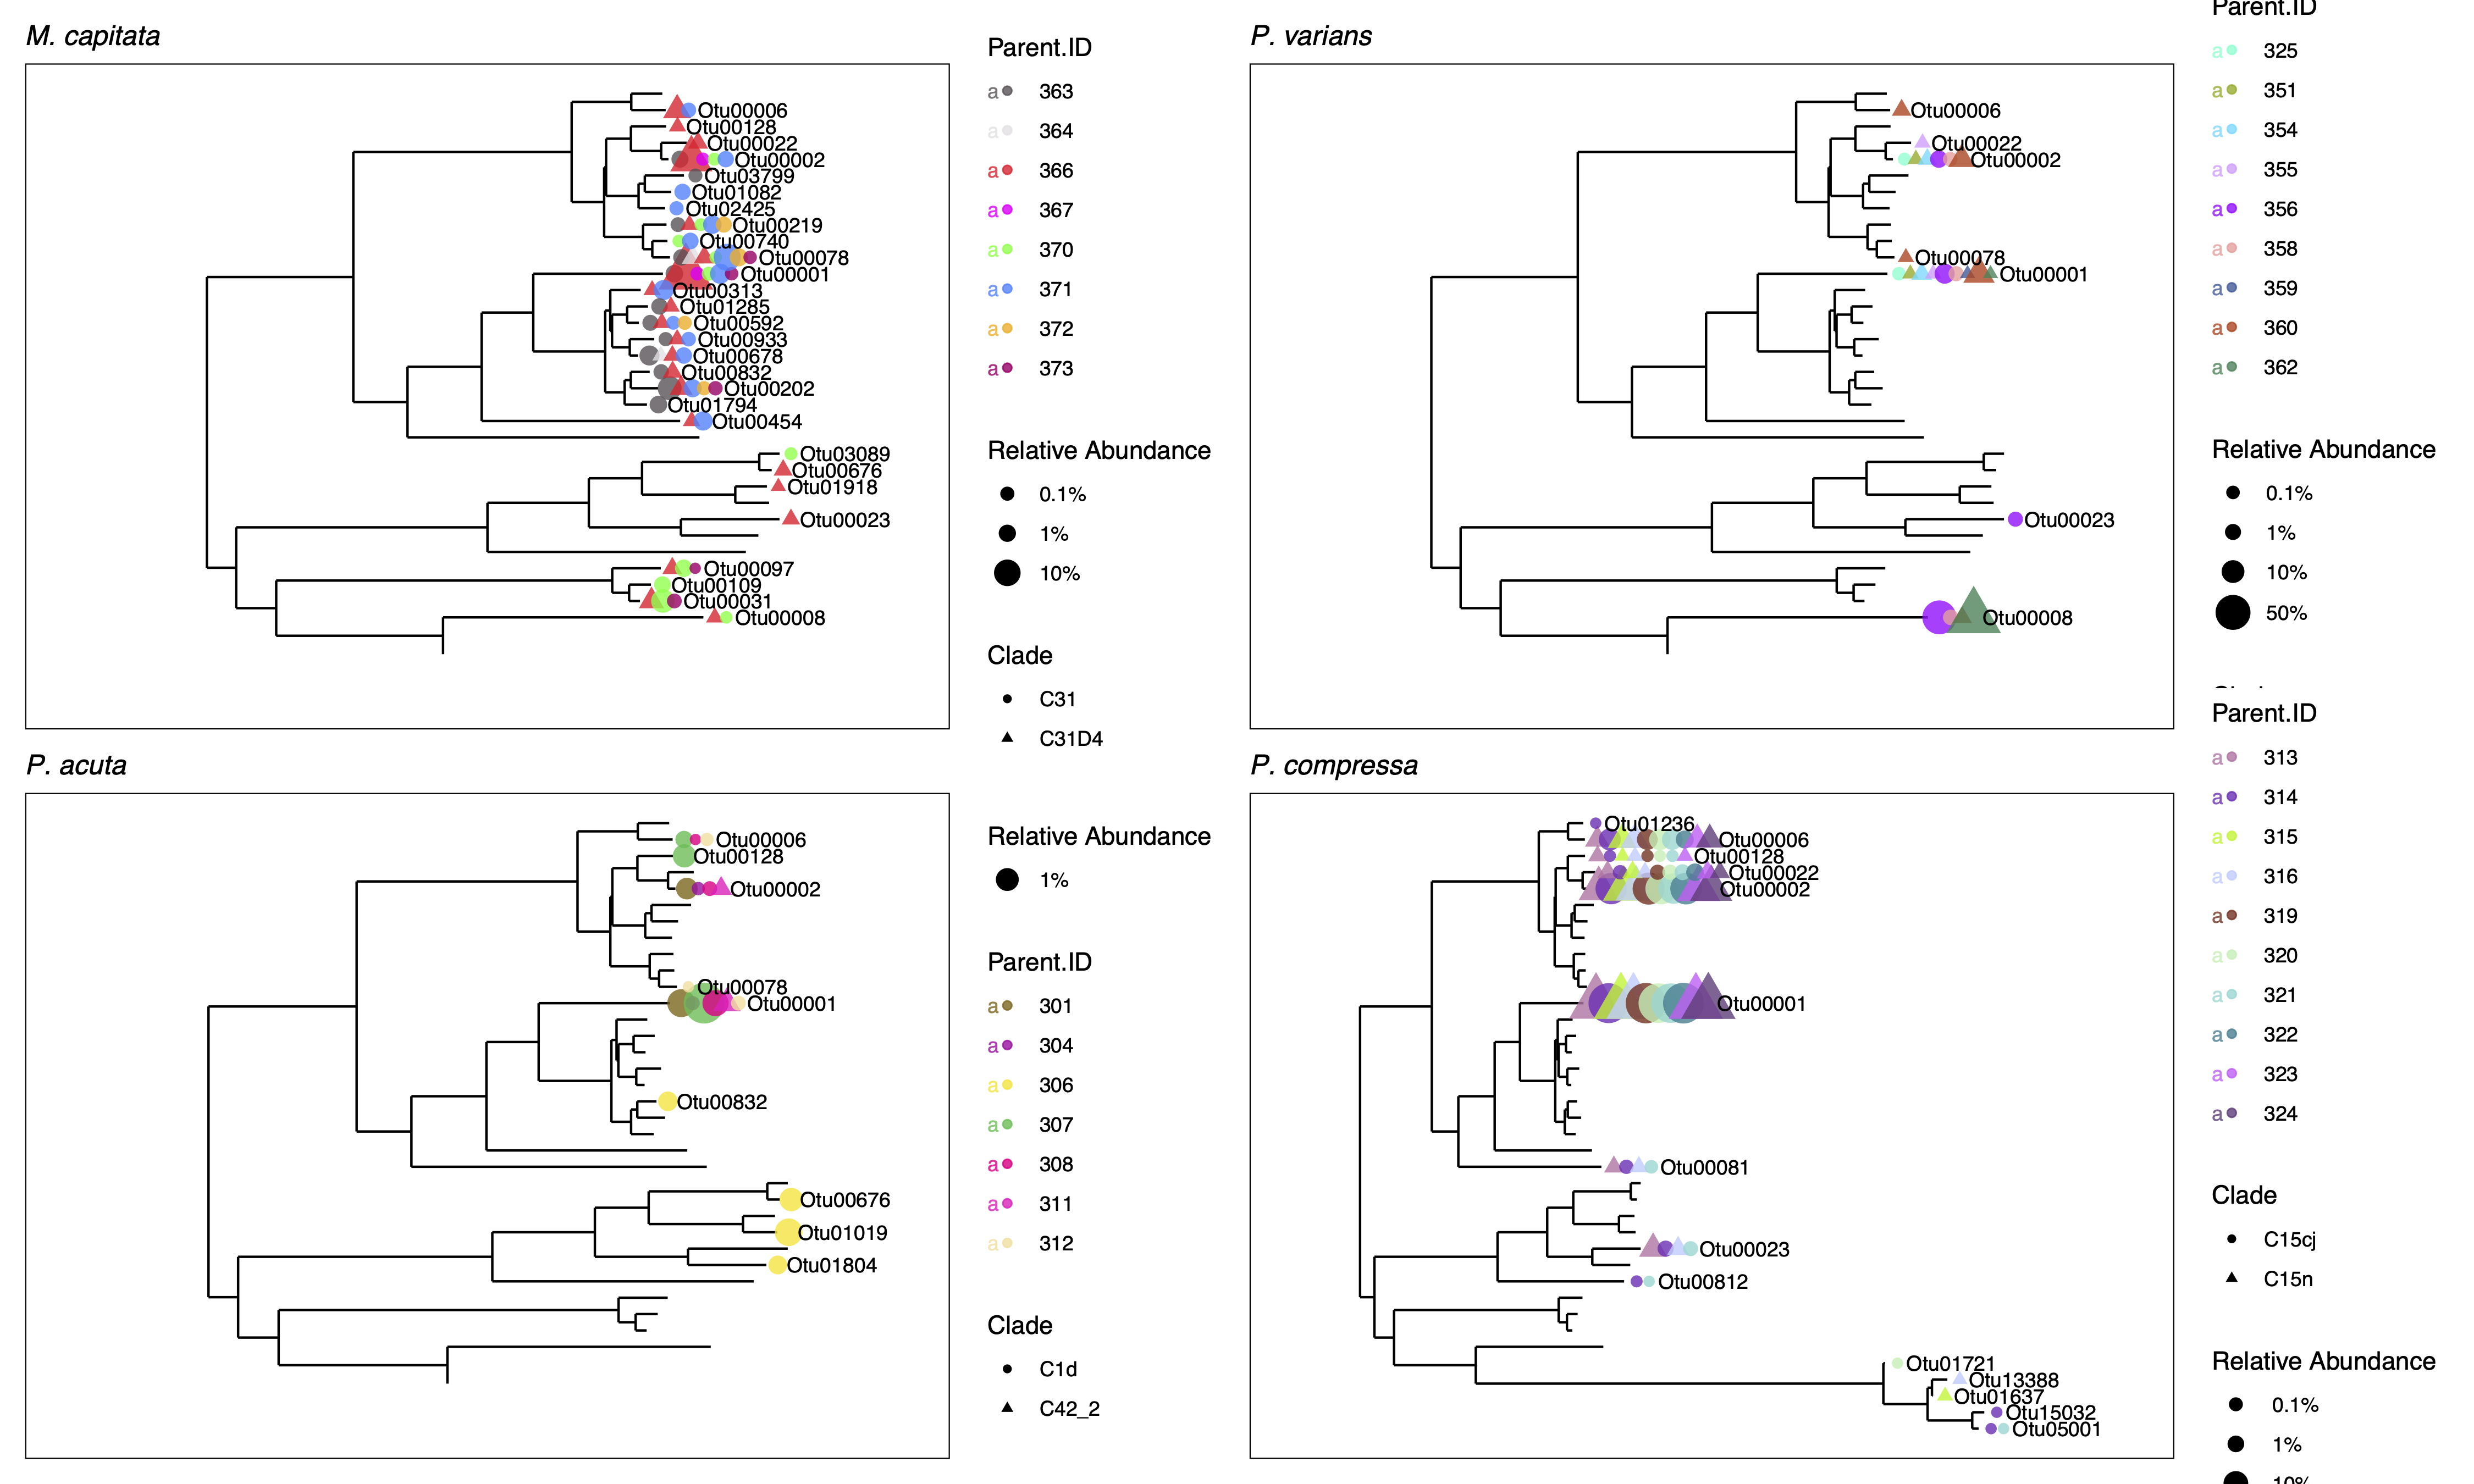 M. capitata
Otu00006
Otu00128
Otu00022
Otu00002
Otu03799
Otu01082
Otu02425
Otu00219
Otu00740
Otu00078
Otu00001
Otu00313
Otu01285
Otu00592
Otu00933
Otu00678
Otu00832
Otu00202
Otu01794
Otu00454
Otu03089
Otu00676
Otu01918
Otu00023
Otu00097
Otu00109
Otu00031
Otu00008
Parent.ID
a 363
a 364
a 366
a 367
a 370
a 371
a 372
a 373
Relative Abundance
0.1%
1%
10%
Clade
C31
C31D4
P. varians
Otu00006
Otu00022
Otu00002
Otu00078
Otu00001
Otu00023
Otu00008
Parent.ID
a 325
a 351
a 354
a 355
a 356
a 358
a 359
a 360
a 362
Relative Abundance
0.1%
1%
10%
50%
P. acuta
Otu00006
Otu00128
Otu00002
Otu00078
Otu00001
Otu00832
Otu00676
Otu01019
Otu01804
Relative Abundance
1%
Parent.ID
a 301
a 304
a 306
a 307
a 308
a 311
a 312
Clade
C1d
C42_2
P. compressa
Otu01236
Otu00006
Otu00128
Otu00022
Otu00002
Otu00001
Otu00081
Otu00023
Otu00812
Otu01721
Otu13388
Otu01637
Otu15032
Otu05001
Parent.ID
a 313
a 314
a 315
a 316
a 319
a 320
a 321
a 322
a 323
a 324
Clade
C15cj
C15n
Relative Abundance
0.1%
1%
10%